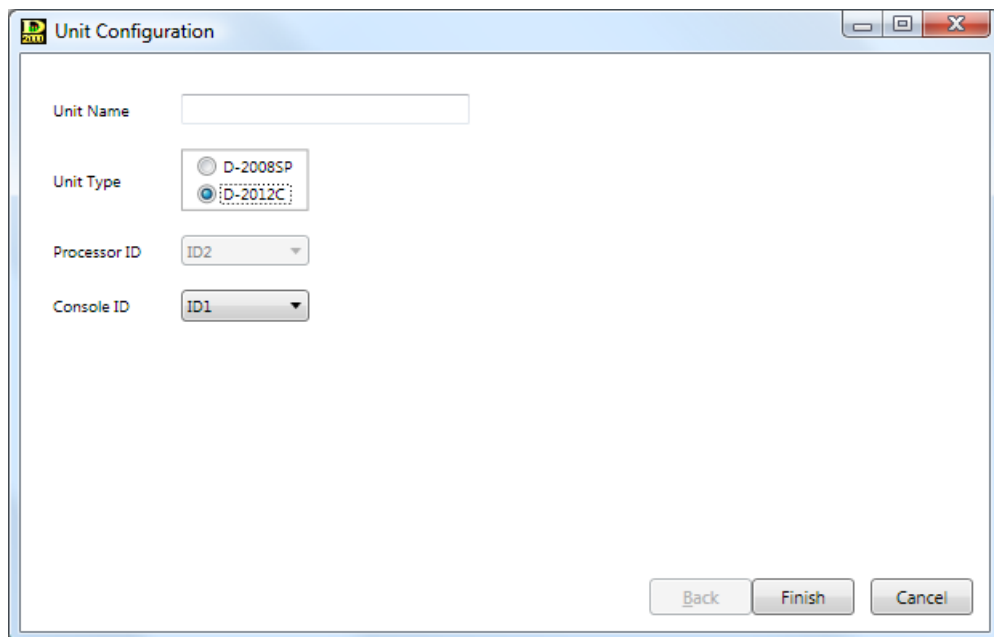 Unit Configuration
Unit Name
Unit Type
D-2008SP
D-2012C
Processor ID
ID2
Console ID
ID1
Back
Finish
Cancel